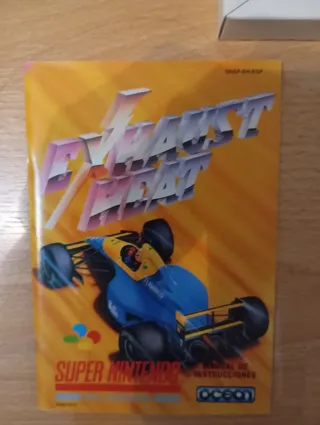 EXHAUST
HEAT
SUPER NINTENDO
MANUAL DE
INSTRUCCIONES
ocean